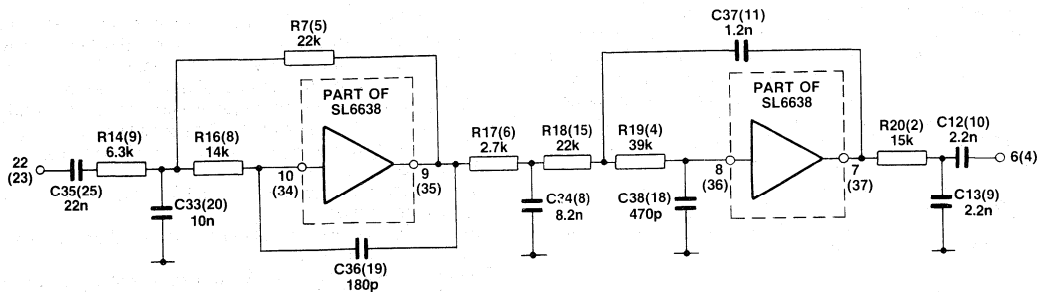 R7(5)
22k
C37(11)
1.2n
PART OF
SL6638
PART OF
SL6638
22
(23)
C35(25)
22n
R14(9)
6.3k
R16(8)
14k
C33(20)
10n
10
(34)
9
(35)
C36(19)
180p
R17(6)
2.7k
R18(15)
22k
R19(4)
39k
C34(8)
8.2n
C38(18)
470p
8
(36)
7
(37)
R20(2)
15k
C12(10)
2.2n
6(4)
C13(9)
2.2n